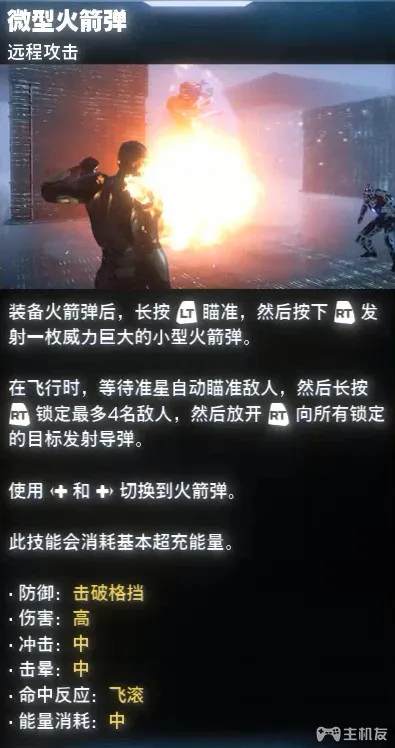 微型火箭弹
远程攻击
装备火箭弹后，长按 LT 瞄准，然后按下 RT 发
射一枚威力巨大的小型火箭弹。
在飞行时，等待准星自动瞄准敌人，然后长按
RT 锁定最多4名敌人，然后放开 RT 向所有锁定
的目标发射导弹。
使用 和 切换到火箭弹。
此技能会消耗基本超充能量。
· 防御：击破格挡
· 伤害：高
· 冲击：中
· 击晕：中
· 命中反应：飞滚
· 能量消耗：中
主机友